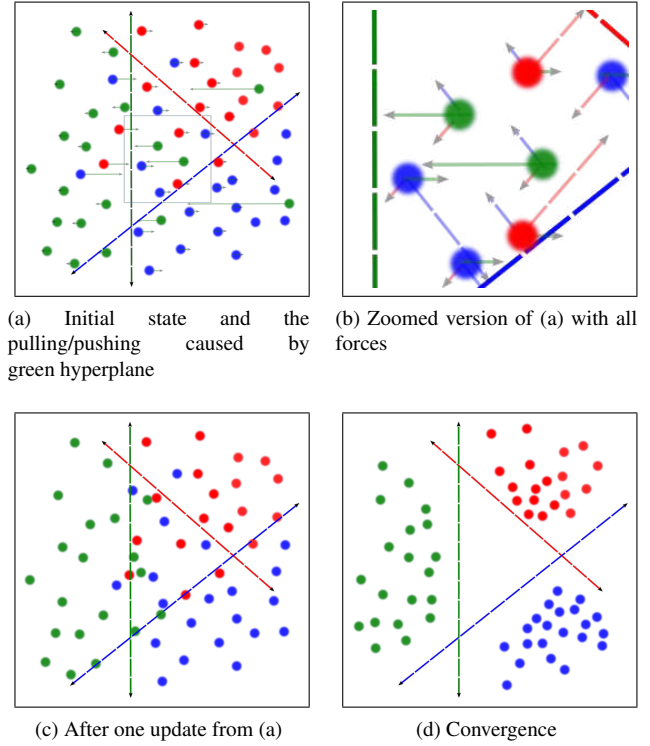 (a) Initial state and the
pulling/pushing caused by
green hyperplane
(b) Zoomed version of (a) with all
forces
(c) After one update from (a)
(d) Convergence